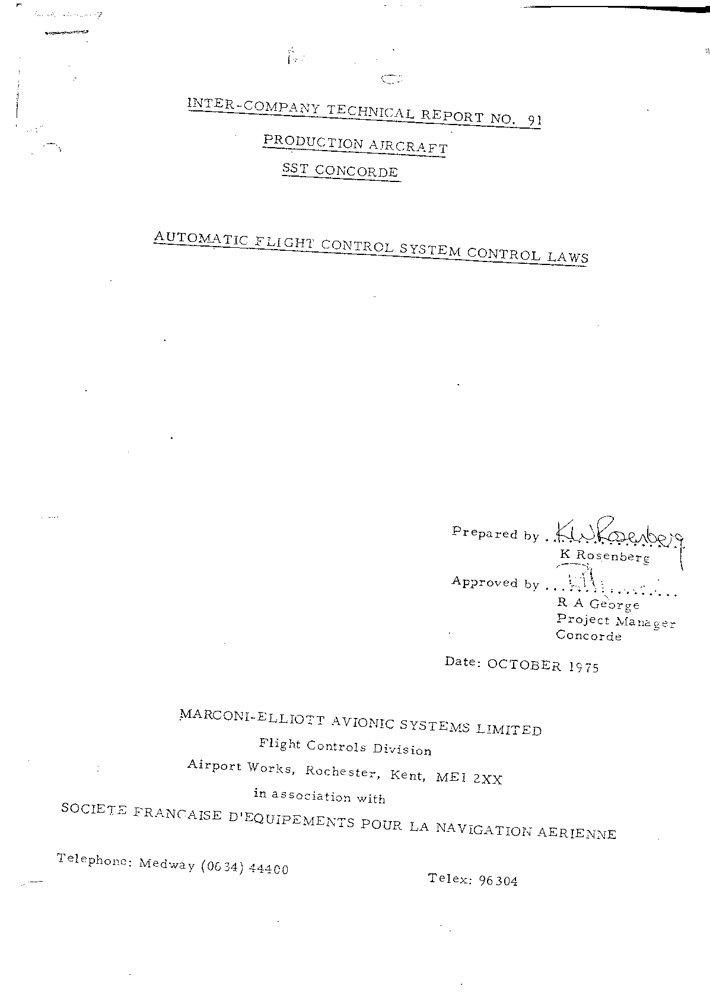 INTER-COMPANY TECHNICAL REPORT NO. 91
PRODUCTION AIRCRAFT
SST CONCORDE
AUTOMATIC FLIGHT CONTROL SYSTEM CONTROL LAWS
Prepared by K W Rosenberg
K Rosenberg
Approved by
R A George
Project Manager
Concorde
Date: OCTOBER 1975
MARCONI-ELLIOTT AVIONIC SYSTEMS LIMITED
Flight Controls Division
Airport Works, Rochester, Kent, ME1 2XX
in association with
SOCIETE FRANCAISE D'EQUIPEMENTS POUR LA NAVIGATION AERIENNE
Telephone: Medway (0634) 44400
Telex: 96304